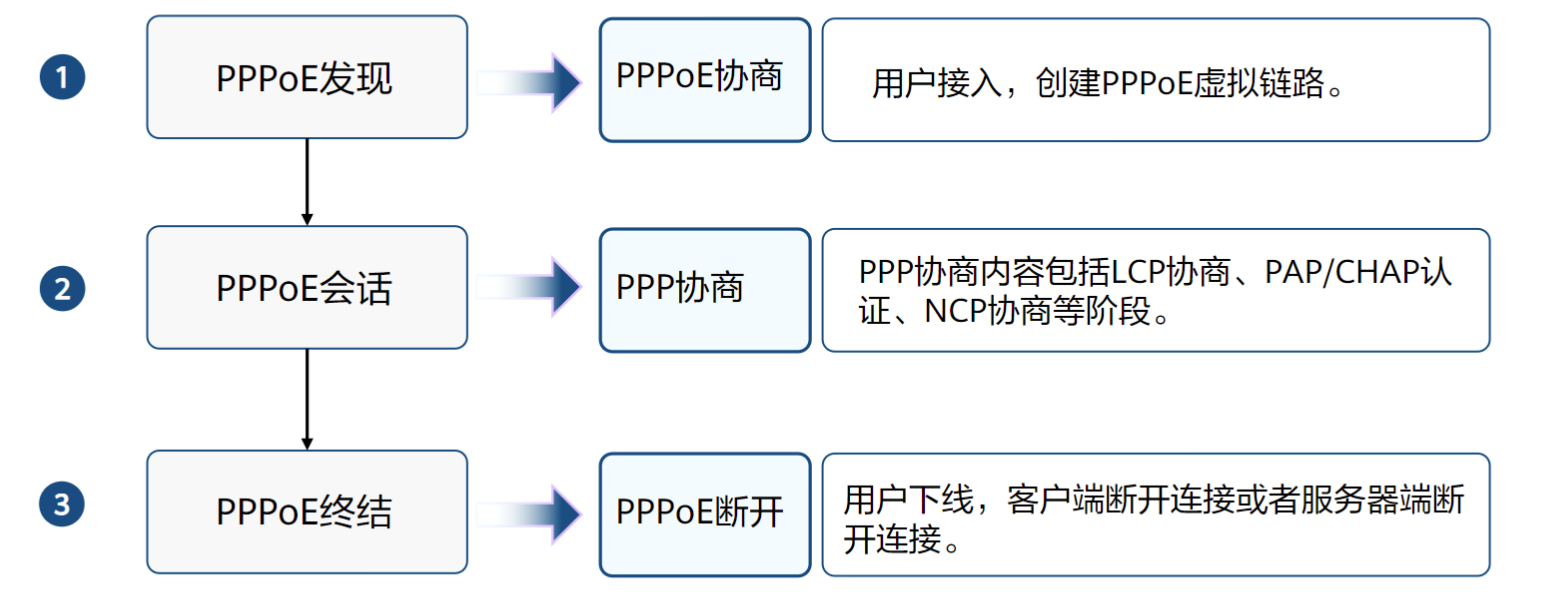 1
PPPoE发现
PPPoE协商
用户接入，创建PPPoE虚拟链路。
2
PPPoE会话
PPP协商
PPP协商内容包括LCP协商、PAP/CHAP认
证、NCP协商等阶段。
3
PPPoE终结
PPPoE断开
用户下线，客户端断开连接或者服务器端断
开连接。